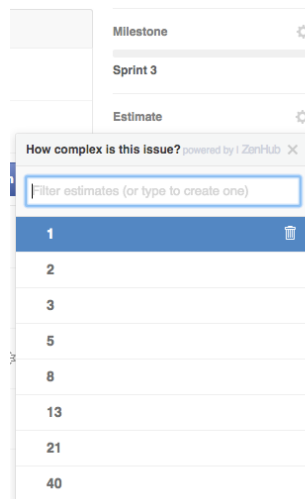 Milestone
Sprint 3
Estimate
How complex is this issue? powered by | ZenHub
Filter estimates (or type to create one)
1
2
3
5
8
13
21
40